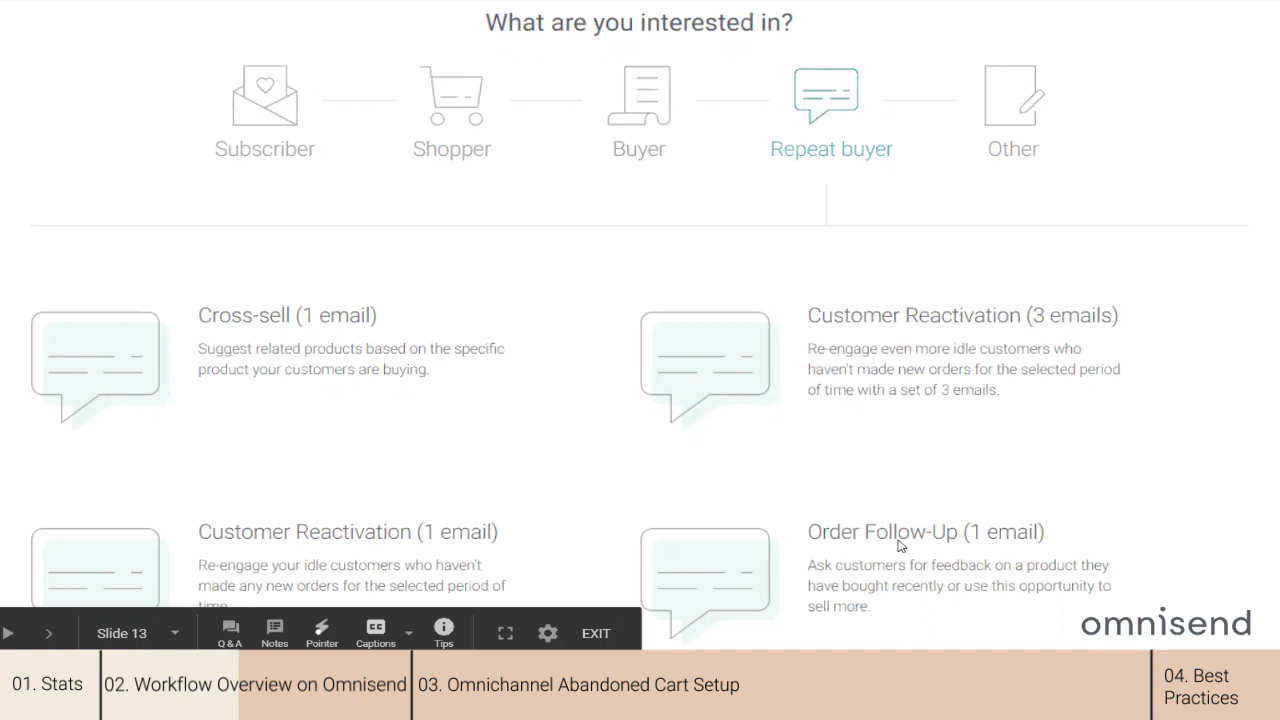 What are you interested in?
Subscriber
Shopper
Buyer
Repeat buyer
Other
Cross-sell (1 email)
Suggest related products based on the specific
product your customers are buying.
Customer Reactivation (3 emails)
Re-engage even more idle customers who
haven't made new orders for the selected period
of time with a set of 3 emails.
Customer Reactivation (1 email)
Re-engage your idle customers who haven't
made any new orders for the selected period of
time.
Order Follow-Up (1 email)
Ask customers for feedback on a product they
have bought recently or use this opportunity to
sell more.
Slide 13
Q & A
Notes
Pointer
CC
Captions
Tips
EXIT
omnisend
01. Stats
02. Workflow Overview on Omnisend
03. Omnichannel Abandoned Cart Setup
04. Best
Practices